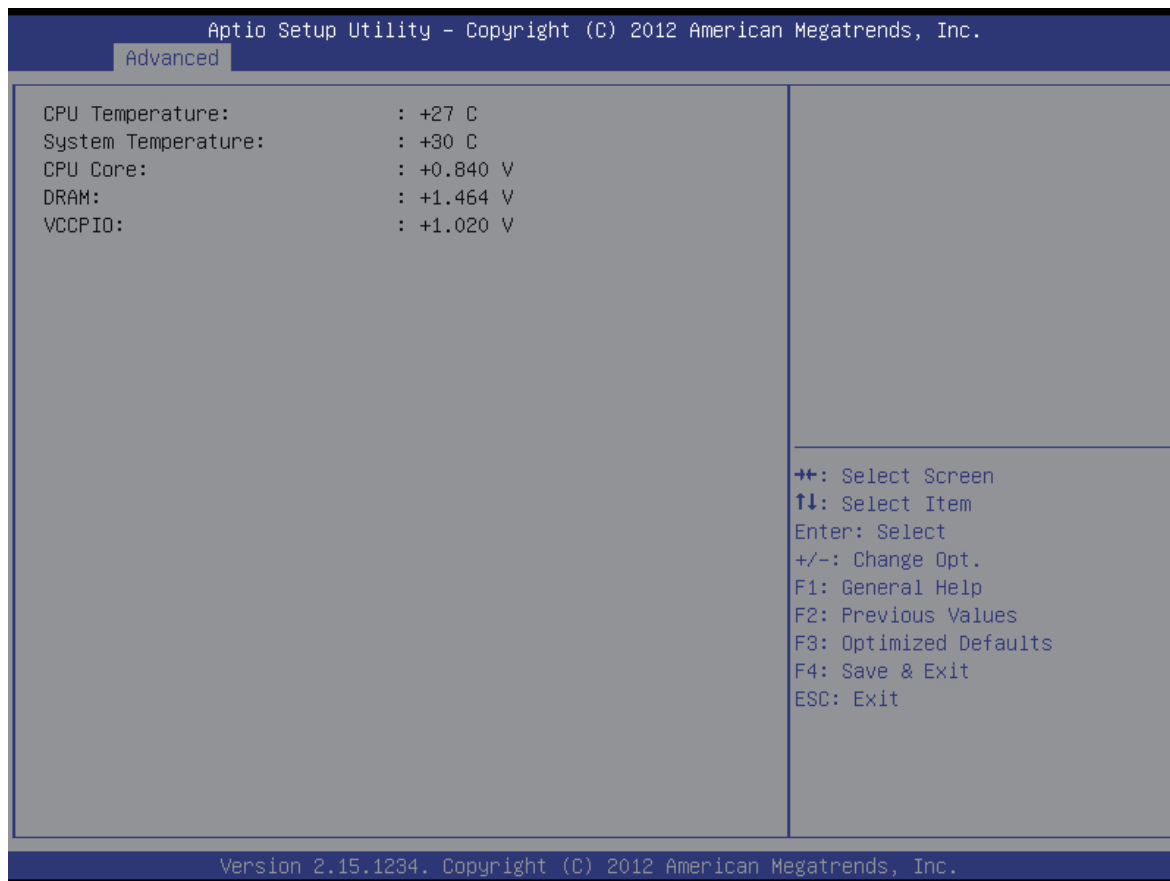 Aptio Setup Utility – Copyright (C) 2012 American Megatrends, Inc.
Advanced
CPU Temperature: : +27 C
System Temperature: : +30 C
CPU Core: : +0.840 V
DRAM: : +1.464 V
VCCPIO: : +1.020 V
→←: Select Screen
↑↓: Select Item
Enter: Select
+/-: Change Opt.
F1: General Help
F2: Previous Values
F3: Optimized Defaults
F4: Save & Exit
ESC: Exit
Version 2.15.1234. Copyright (C) 2012 American Megatrends, Inc.